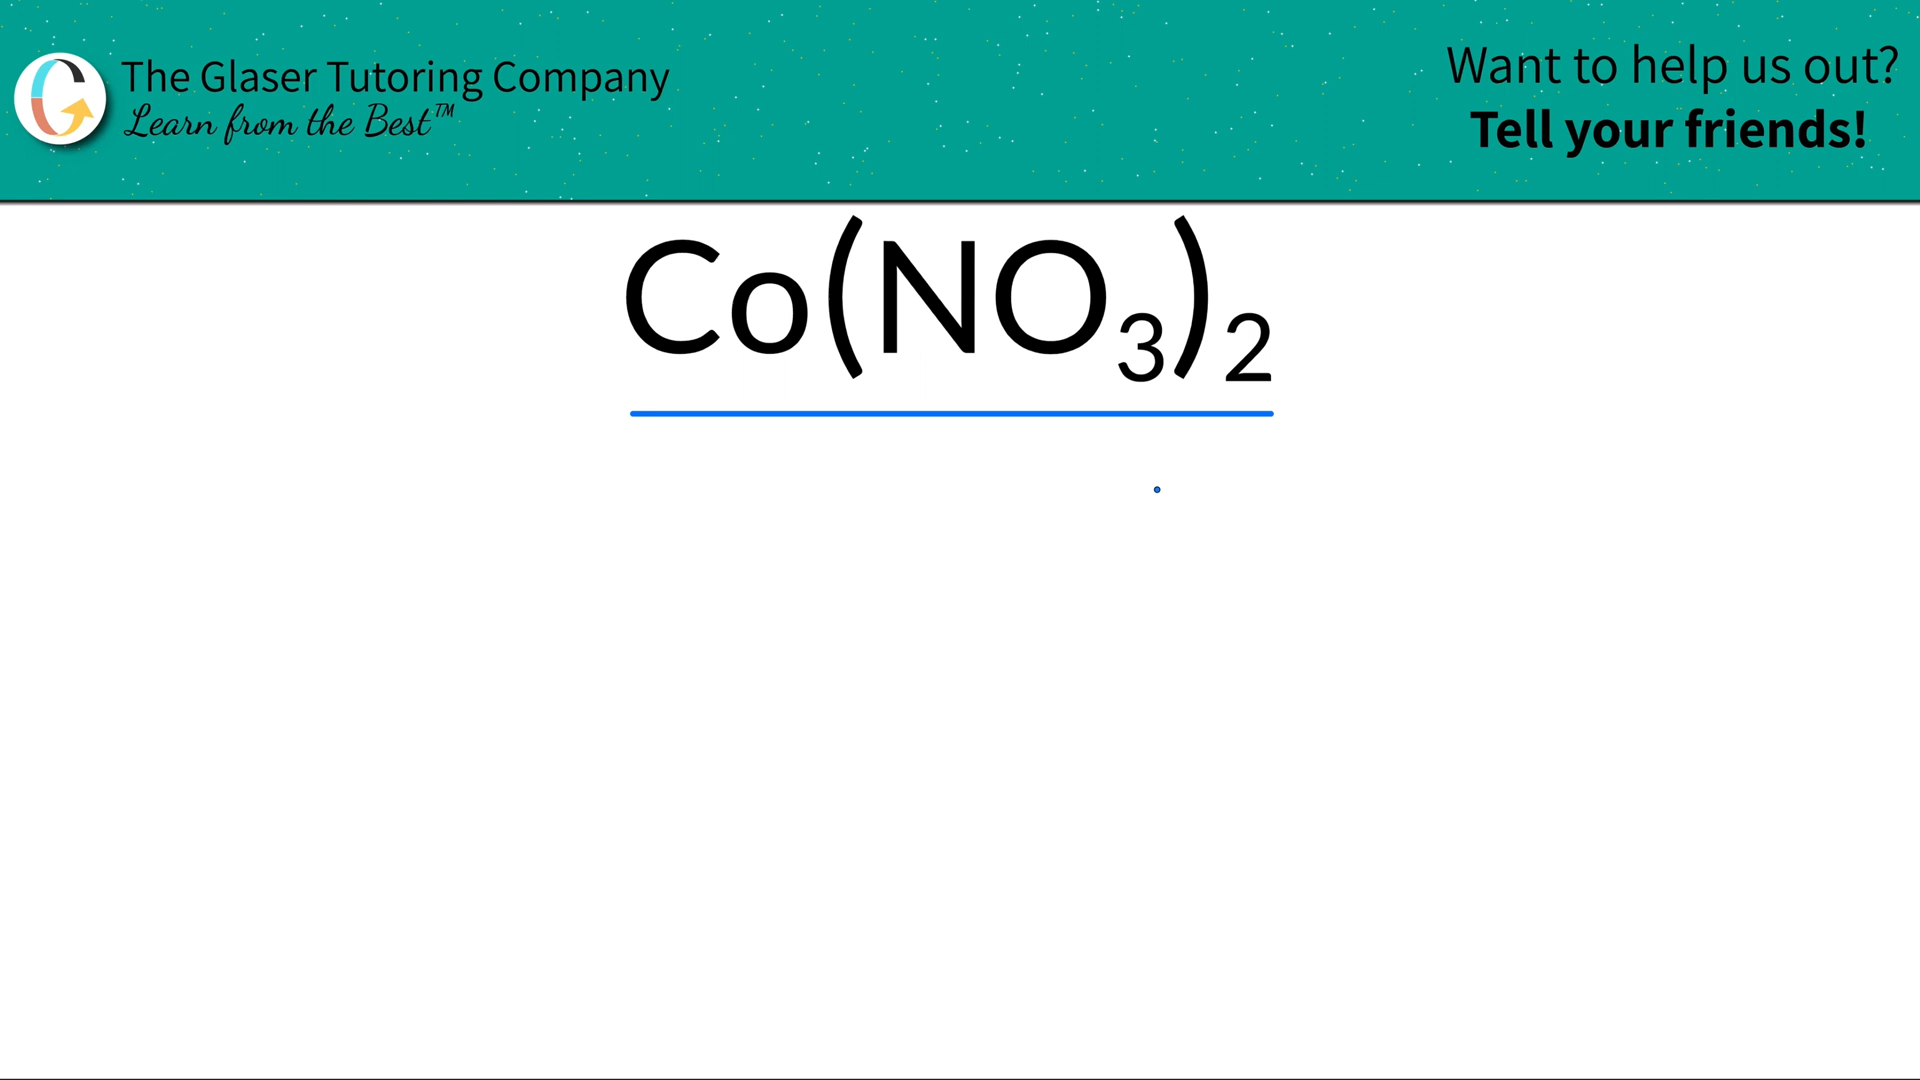 The Glaser Tutoring Company
Learn from the Best™
Want to help us out?
Tell your friends!
Co(NO₃)₂